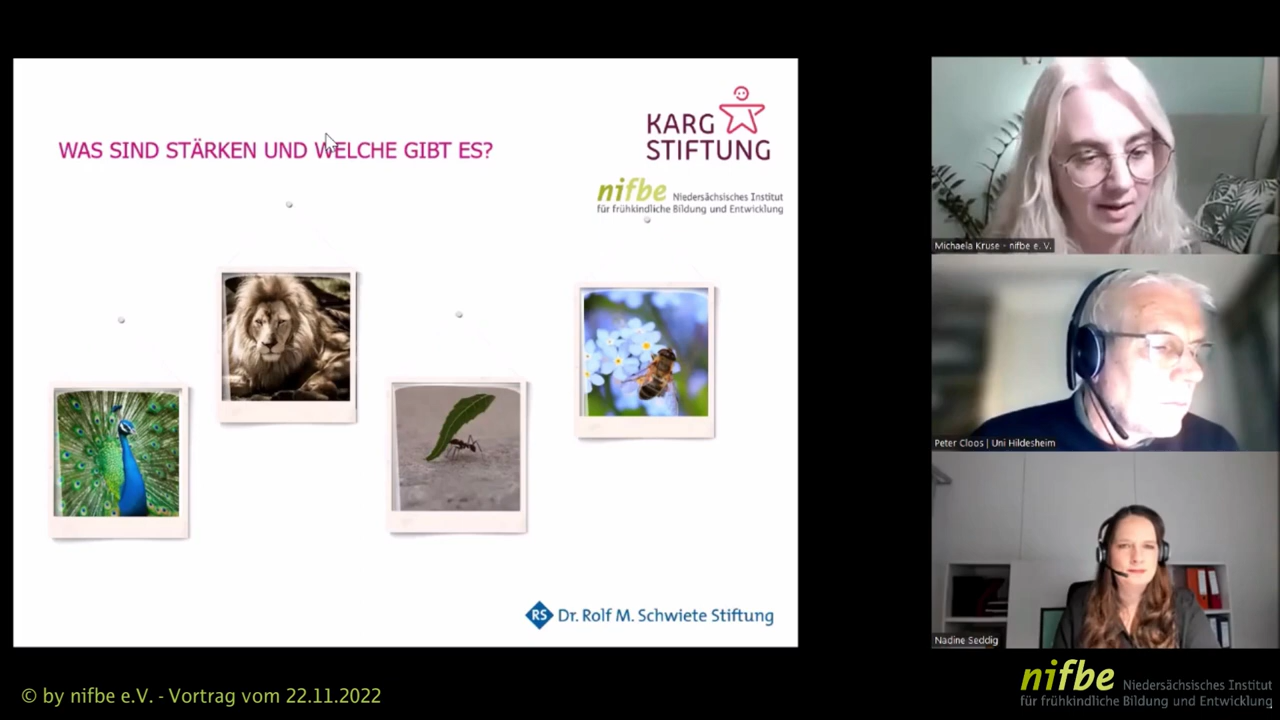 WAS SIND STÄRKEN UND WELCHE GIBT ES?
KARG
STIFTUNG
nifbe Niedersächsisches Institut
für frühkindliche Bildung und Entwicklung
RS Dr. Rolf M. Schwiete Stiftung
Michaela Kruse - nifbe e. V.
Peter Cloos | Uni Hildesheim
Nadine Seddig
© by nifbe e.V. - Vortrag vom 22.11.2022
nifbe Niedersächsisches Institut
für frühkindliche Bildung und Entwicklung